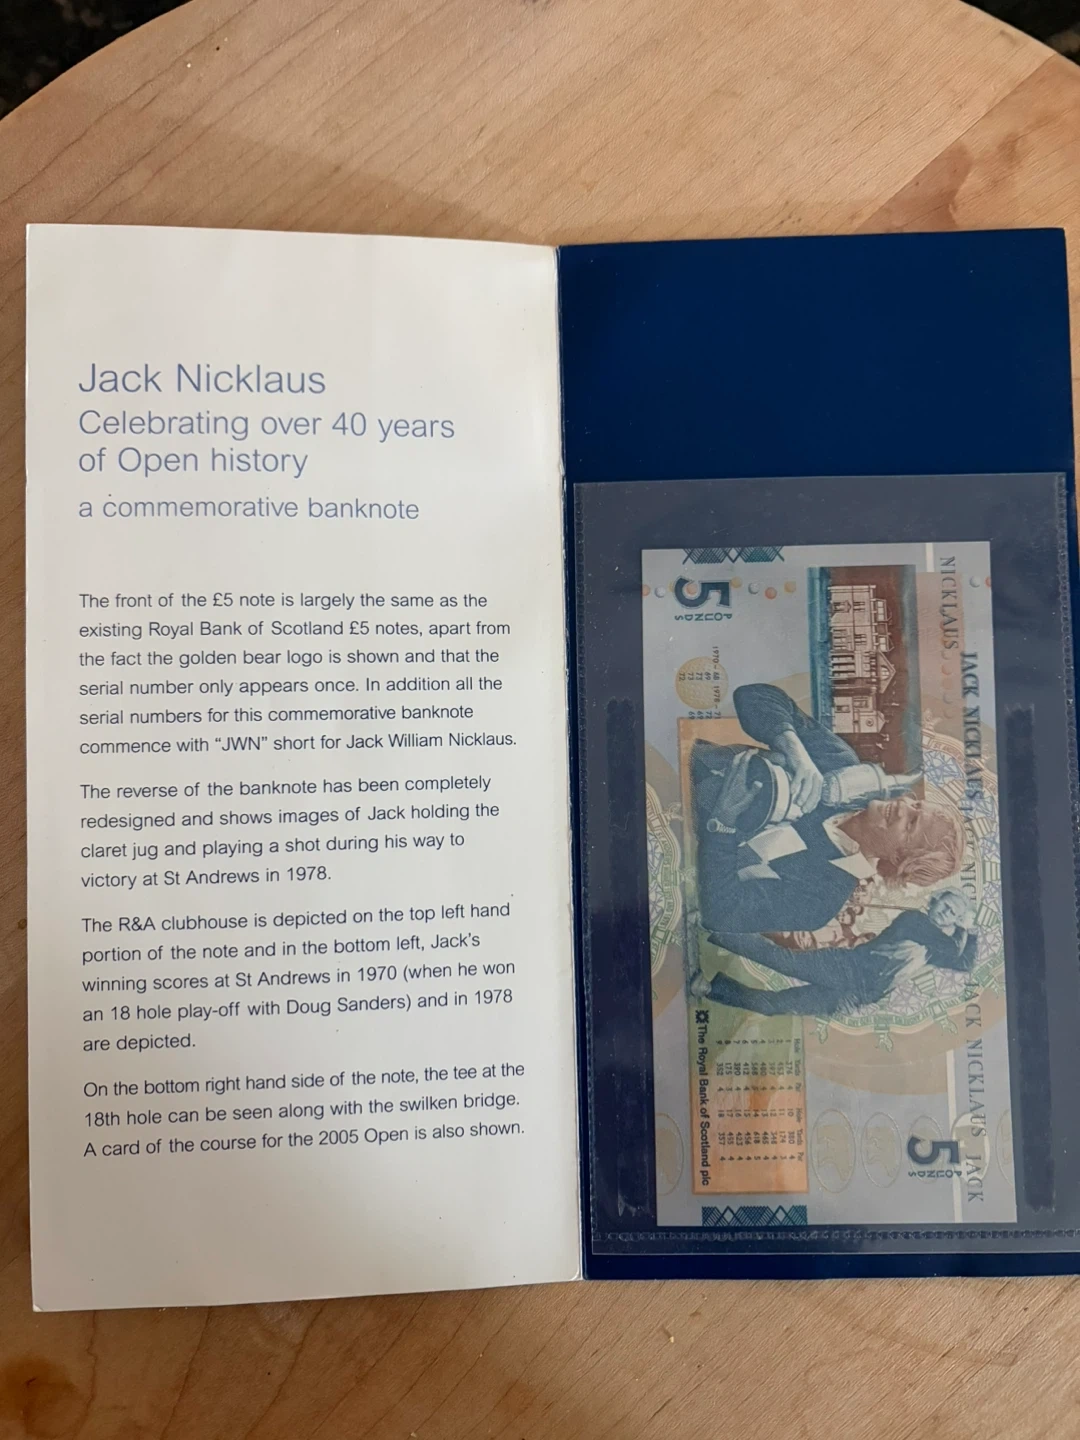 Jack Nicklaus
Celebrating over 40 years
of Open history
a commemorative banknote
The front of the £5 note is largely the same as the
existing Royal Bank of Scotland £5 notes, apart from
the fact the golden bear logo is shown and that the
serial number only appears once. In addition all the
serial numbers for this commemorative banknote
commence with “JWN” short for Jack William Nicklaus.
The reverse of the banknote has been completely
redesigned and shows images of Jack holding the
claret jug and playing a shot during his way to
victory at St Andrews in 1978.
The R&A clubhouse is depicted on the top left hand
portion of the note and in the bottom left, Jack’s
winning scores at St Andrews in 1970 (when he won
an 18 hole play-off with Doug Sanders) and in 1978
are depicted.
On the bottom right hand side of the note, the tee at the
18th hole can be seen along with the swilken bridge.
A card of the course for the 2005 Open is also shown.
NICKLAUS
JACK NICKLAUS
JACK NICKLAUS JACK
5
POUNDS
The Royal Bank of Scotland plc
5
POUNDS